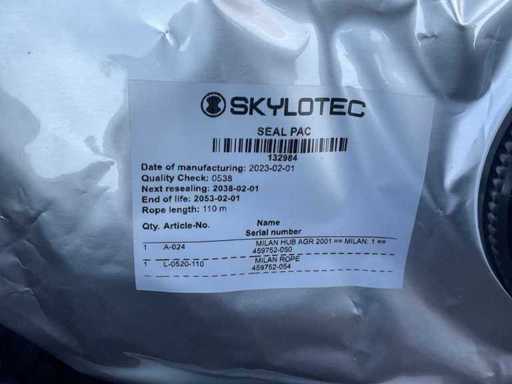 SKYLOTEC
SEAL PAC
132984
Date of manufacturing: 2023-02-01
Quality Check: 0538
Next resealing: 2038-02-01
End of life: 2053-02-01
Rope length: 110 m
Qty. Article-No. Name
Serial number
1 A-024 MILAN HUB AGR 2001 == MILAN: 1 ==
459752-050
1 L-0520-110 MILAN ROPE
459752-054